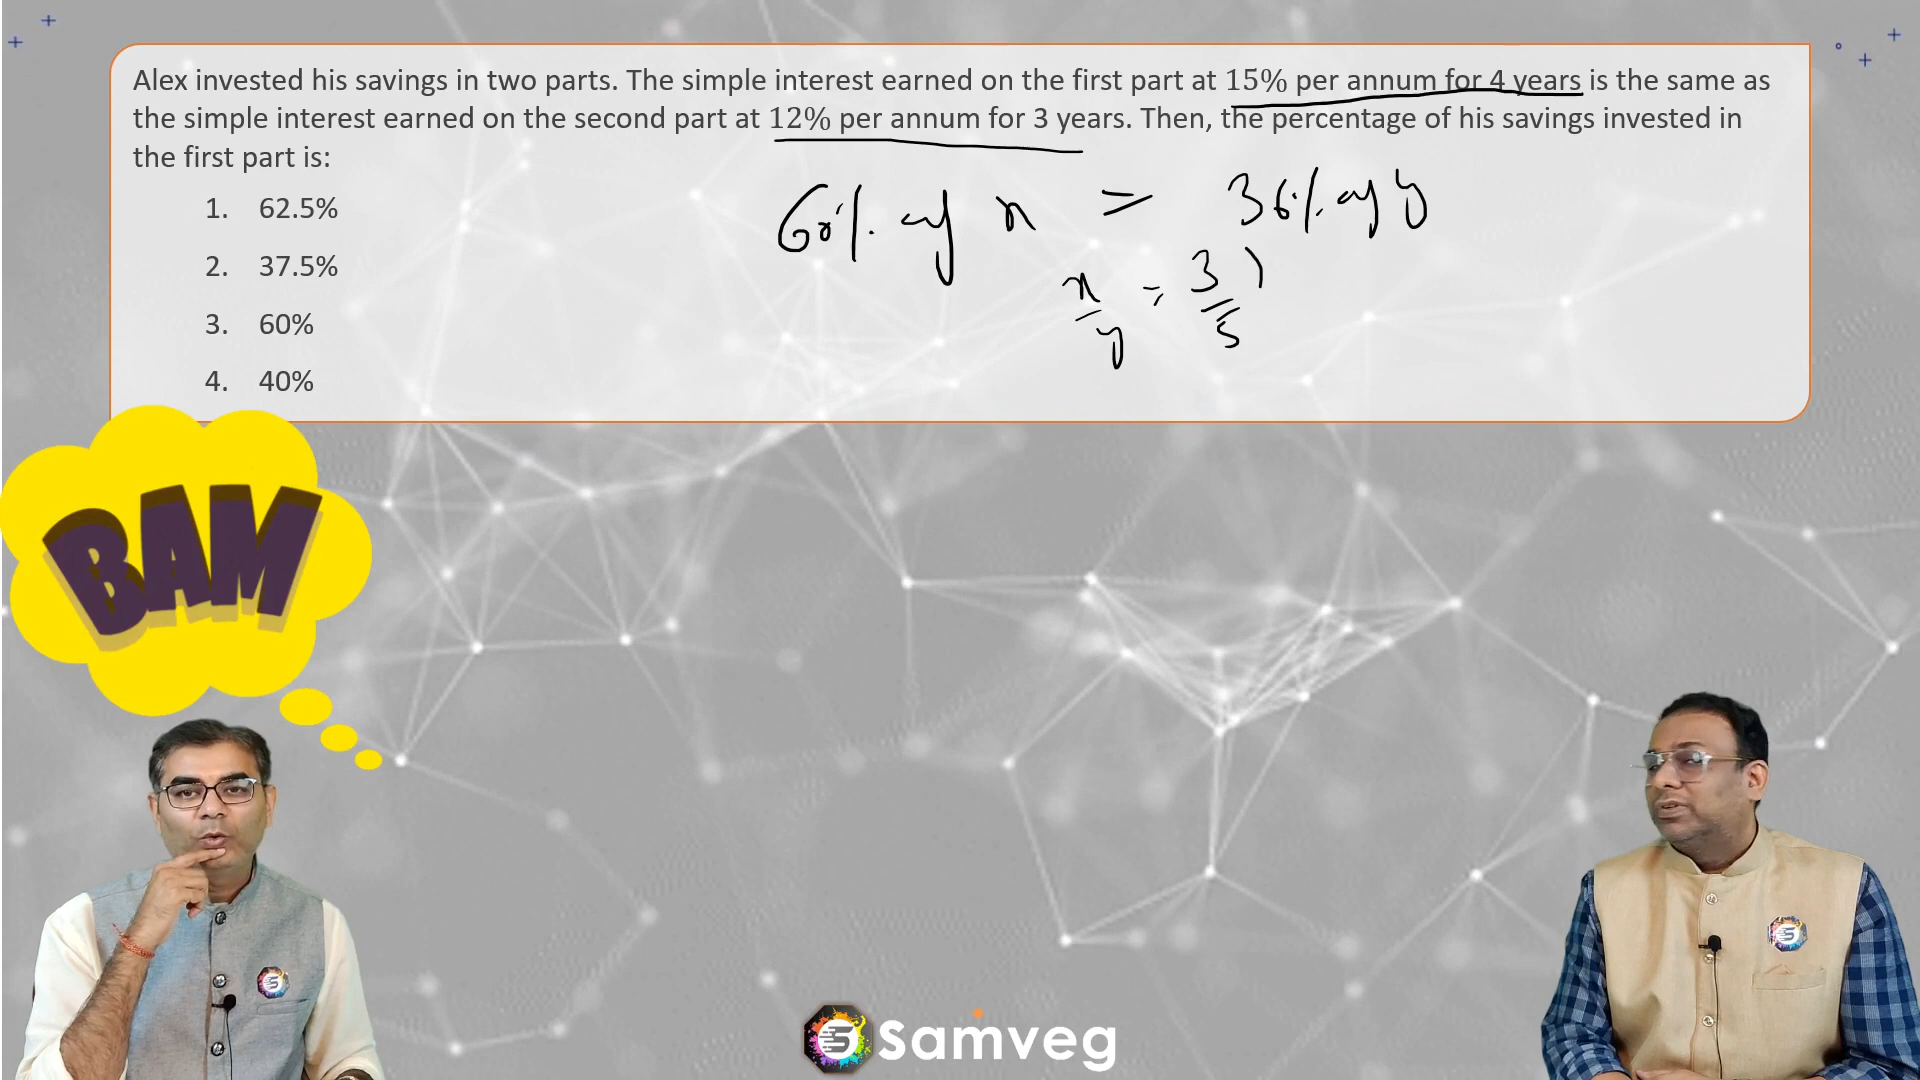 Alex invested his savings in two parts. The simple interest earned on the first part at 15% per annum for 4 years is the same as
the simple interest earned on the second part at 12% per annum for 3 years. Then, the percentage of his savings invested in
the first part is:
1. 62.5%
2. 37.5%
3. 60%
4. 40%
60% of x = 36% of y
x/y = 3/5
BAM
Samveg